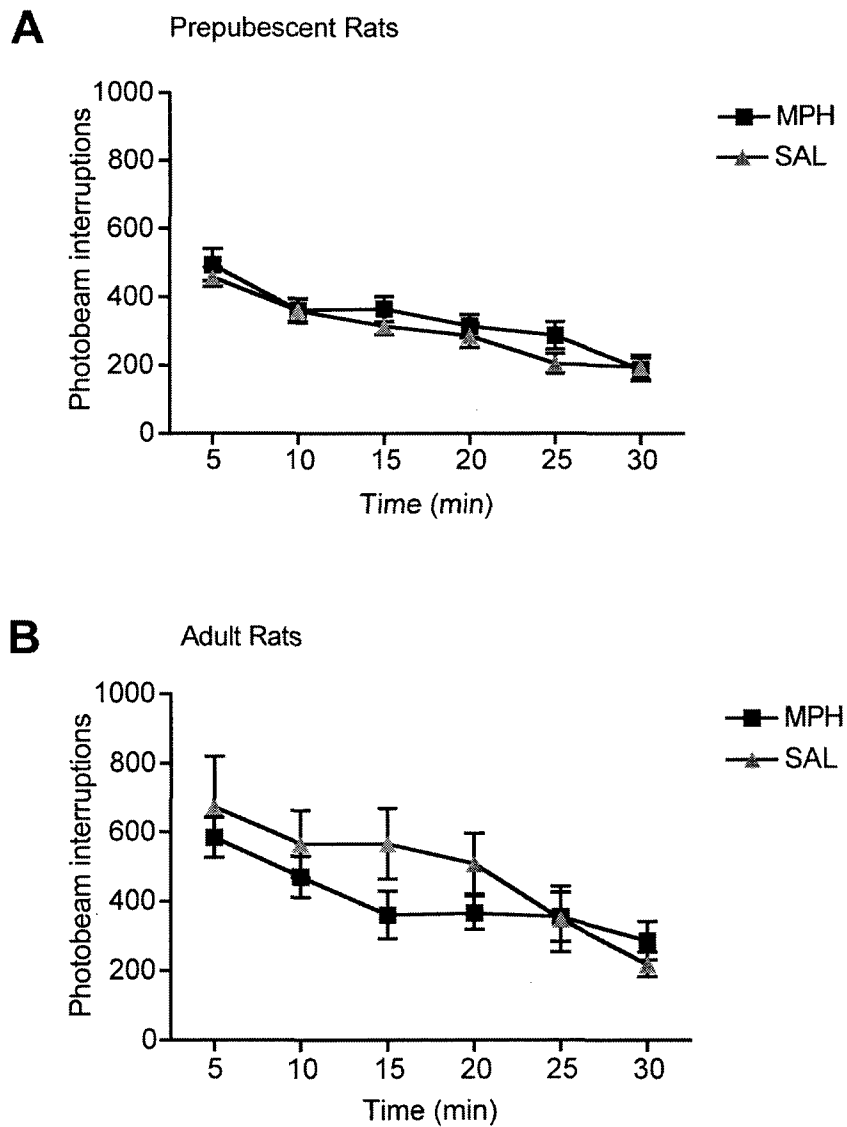 A
Prepubescent Rats
1000
800
600
400
200
0
Photobeam interruptions
5 10 15 20 25 30
Time (min)
MPH
SAL
B
Adult Rats
1000
800
600
400
200
0
Photobeam interruptions
5 10 15 20 25 30
Time (min)
MPH
SAL